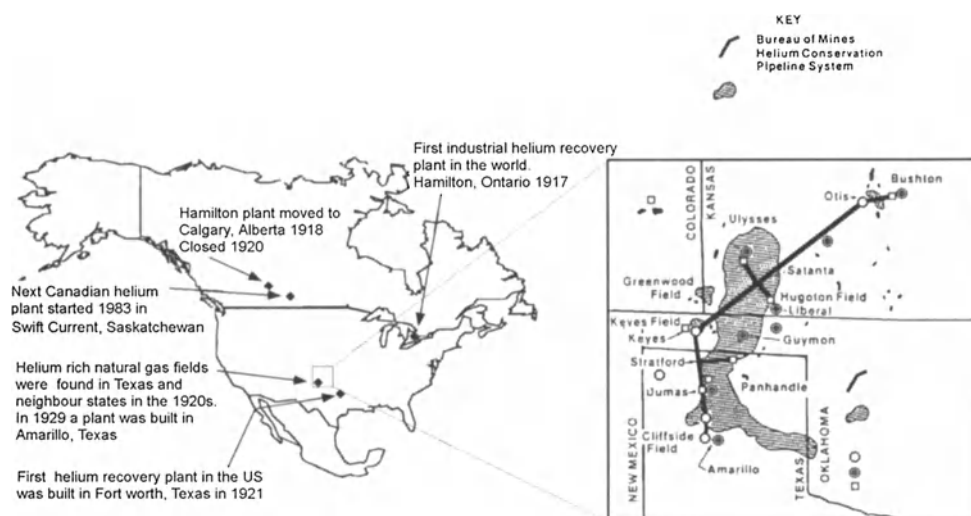 KEY
Bureau of Mines
Helium Conservation
Pipeline System
First industrial helium recovery
plant in the world.
Hamilton, Ontario 1917
Hamilton plant moved to
Calgary, Alberta 1918
Closed 1920
Next Canadian helium
plant started 1983 in
Swift Current, Saskatchewan
Helium rich natural gas fields
were found in Texas and
neighbour states in the 1920s.
In 1929 a plant was built in
Amarillo, Texas
First helium recovery plant in the US
was built in Fort worth, Texas in 1921
COLORADO
KANSAS
Otis
Bushton
Ulysses
Satanta
Greenwood
Field
Hugoton Field
Liberal
Keyes Field
Keyes
Guymon
Stratford
Panhandle
Dumas
Cliffside
Field
Amarillo
NEW MEXICO
TEXAS
OKLAHOMA